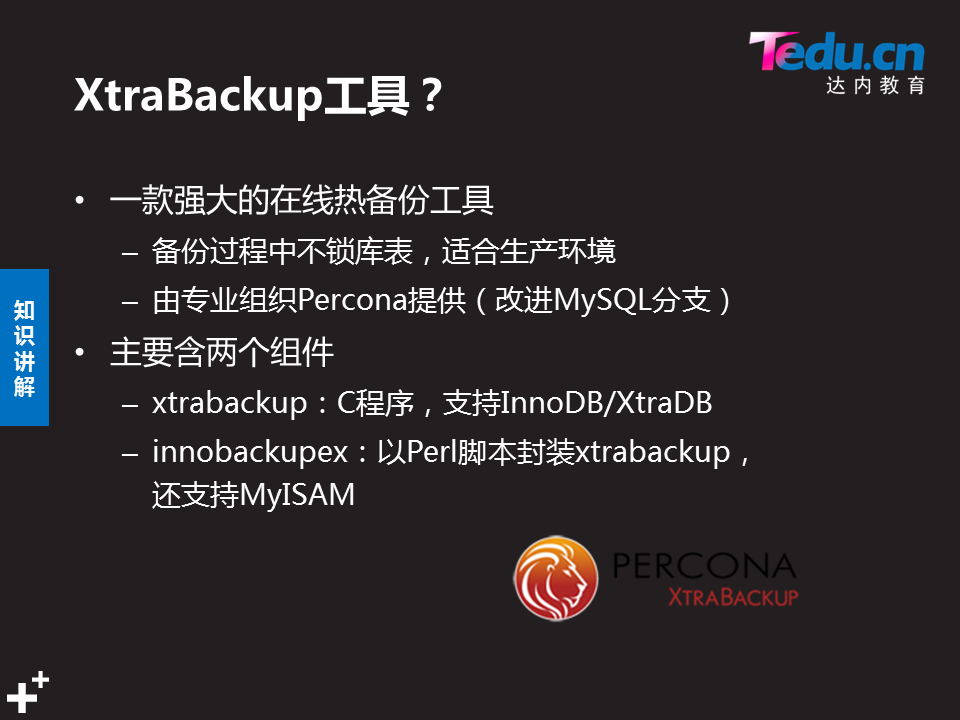 Tedu.cn
达内教育
XtraBackup工具？
• 一款强大的在线热备份工具
– 备份过程中不锁库表，适合生产环境
– 由专业组织Percona提供（改进MySQL分支）
• 主要含两个组件
– xtrabackup：C程序，支持InnoDB/XtraDB
– innobackupex：以Perl脚本封装xtrabackup，
还支持MyISAM
知识讲解
PERCONA
XTRABACKUP